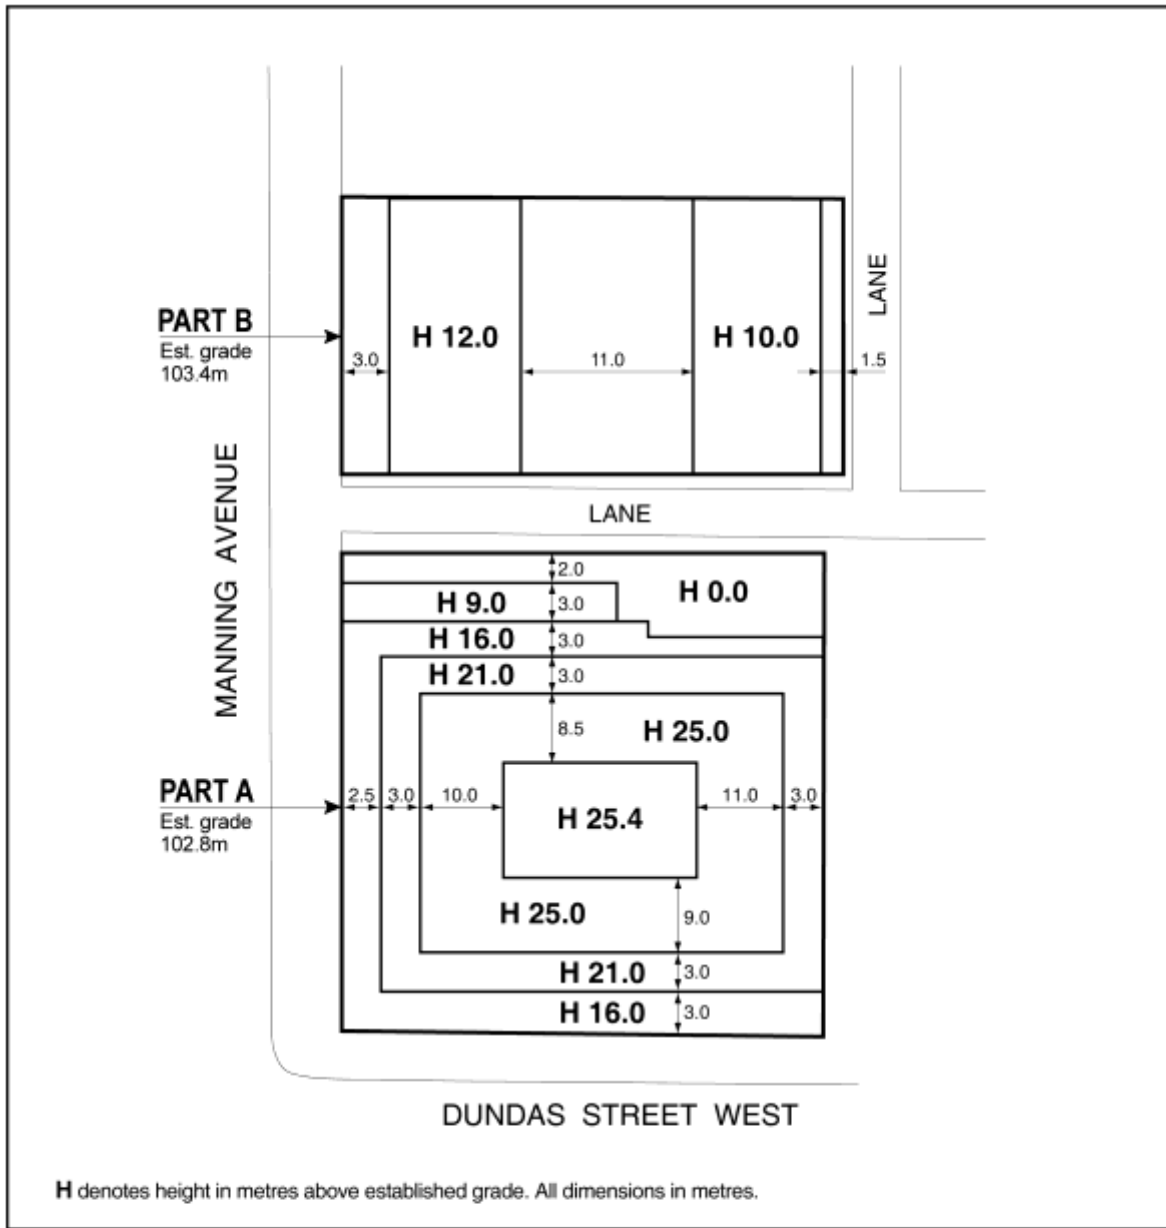 LANE
PART B
Est. grade
103.4m
3.0
H 12.0
11.0
H 10.0
1.5
MANNING AVENUE
LANE
2.0
H 0.0
H 9.0
3.0
H 16.0
3.0
H 21.0
3.0
8.5
H 25.0
PART A
Est. grade
102.8m
2.5
3.0
10.0
H 25.4
11.0
3.0
H 25.0
9.0
H 21.0
3.0
H 16.0
3.0
DUNDAS STREET WEST
H denotes height in metres above established grade. All dimensions in metres.